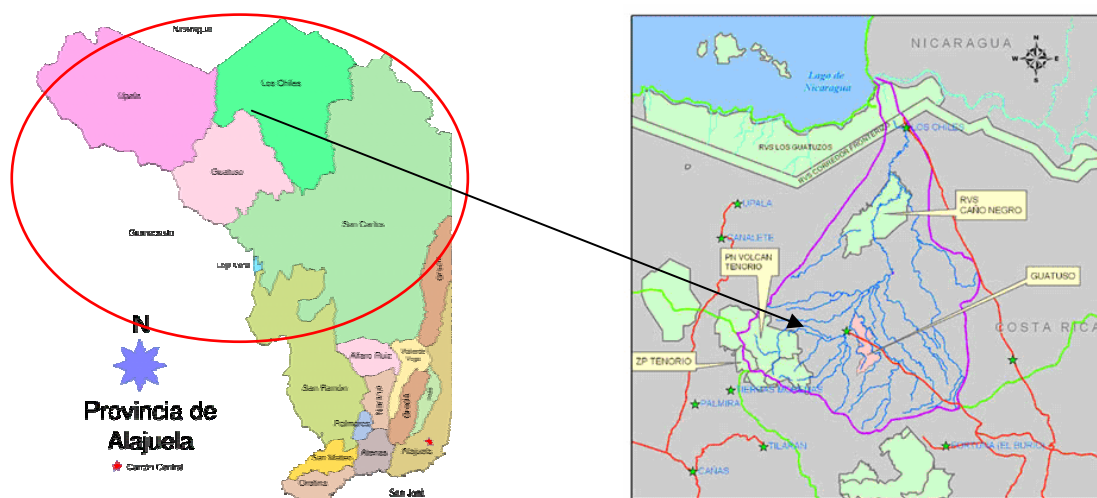 Nicaragua
Upala
Los Chiles
Guatuso
San Carlos
Guanacaste
N
Alfaro Ruiz
San Ramón
Naranjo
Grecia
Palmares
Atenas
Alajuela
San Mateo
Orotina
San José
Provincia de
Alajuela
Cantón Central
NICARAGUA
N
W
E
S
Lago de
Nicaragua
LOS CHILES
RVS LOS GUATUZOS
RVS CORREDOR FRONTERIZO
UPALA
RVS
CAÑO NEGRO
CANALETE
PN VOLCAN
TENORIO
GUATUSO
COSTA RICA
ZP TENORIO
PALMIRA
TILARAN
CAÑAS